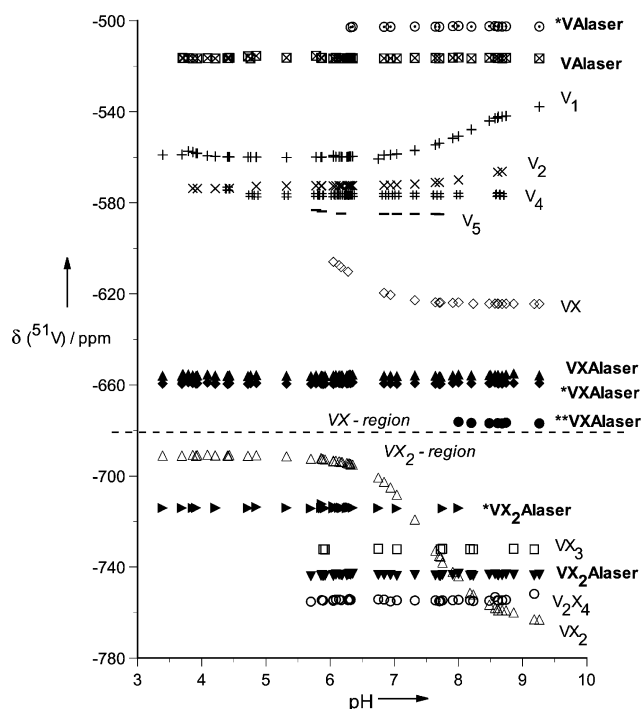 -500
*VAlaser
VAlaser
-540
V1
V2
V4
-580
V5
δ (51V) / ppm
-620
VX
VXAlaser
*VXAlaser
-660
**VXAlaser
VX - region
VX2 - region
-700
*VX2Alaser
VX3
-740
VX2Alaser
V2X4
VX2
-780
3 4 5 6 7 8 9 10
pH